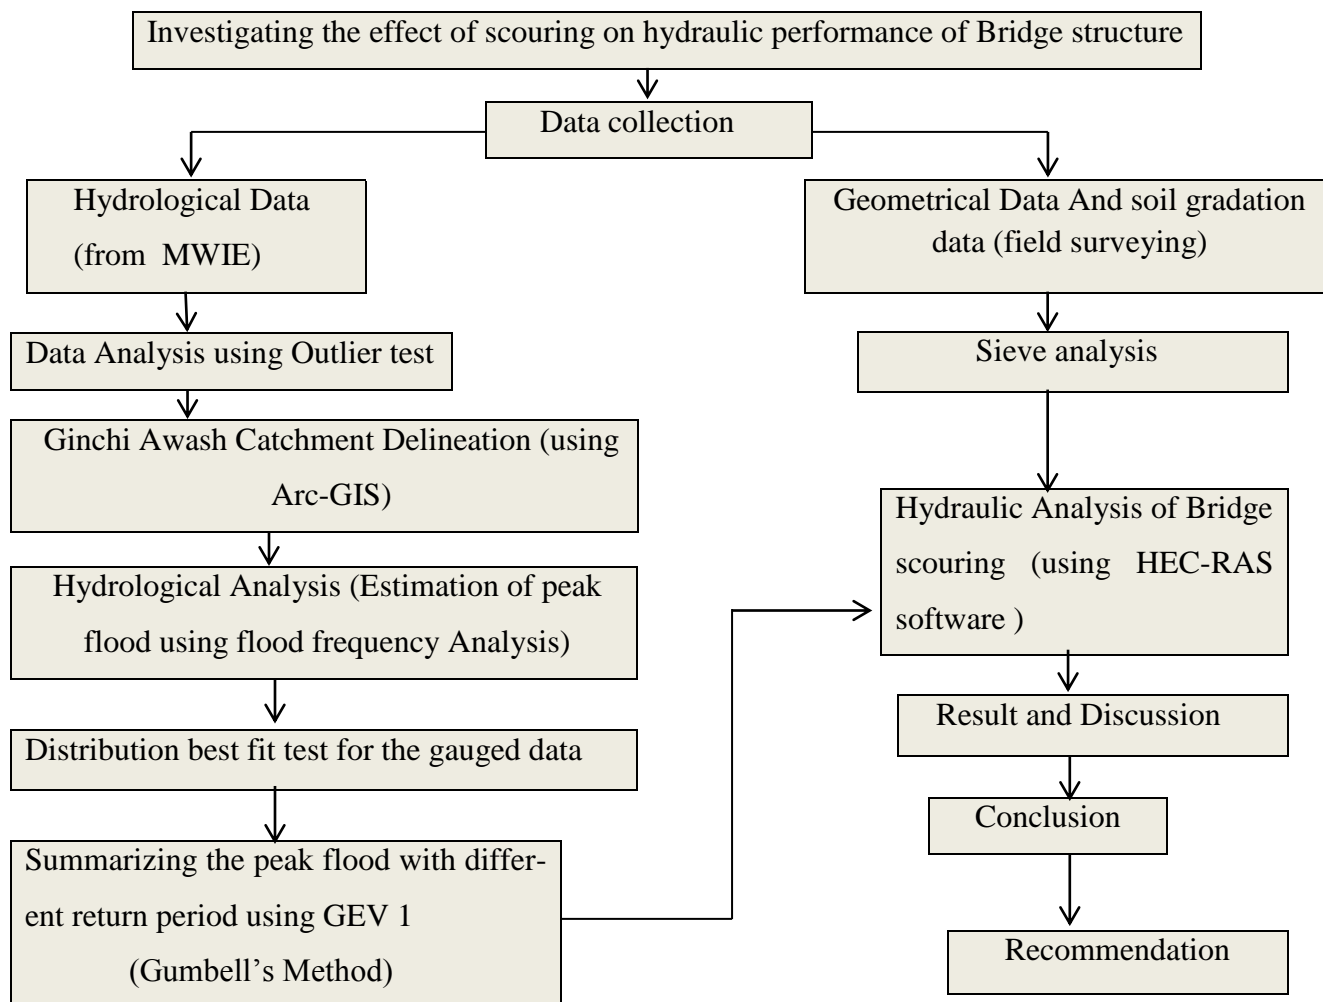 Investigating the effect of scouring on hydraulic performance of Bridge structure
Data collection
Hydrological Data
(from MWIE)
Data Analysis using Outlier test
Ginchi Awash Catchment Delineation (using
Arc-GIS)
Hydrological Analysis (Estimation of peak
flood using flood frequency Analysis)
Distribution best fit test for the gauged data
Summarizing the peak flood with differ-
ent return period using GEV 1
(Gumbell’s Method)
Geometrical Data And soil gradation
data (field surveying)
Sieve analysis
Hydraulic Analysis of Bridge
scouring (using HEC-RAS
software )
Result and Discussion
Conclusion
Recommendation